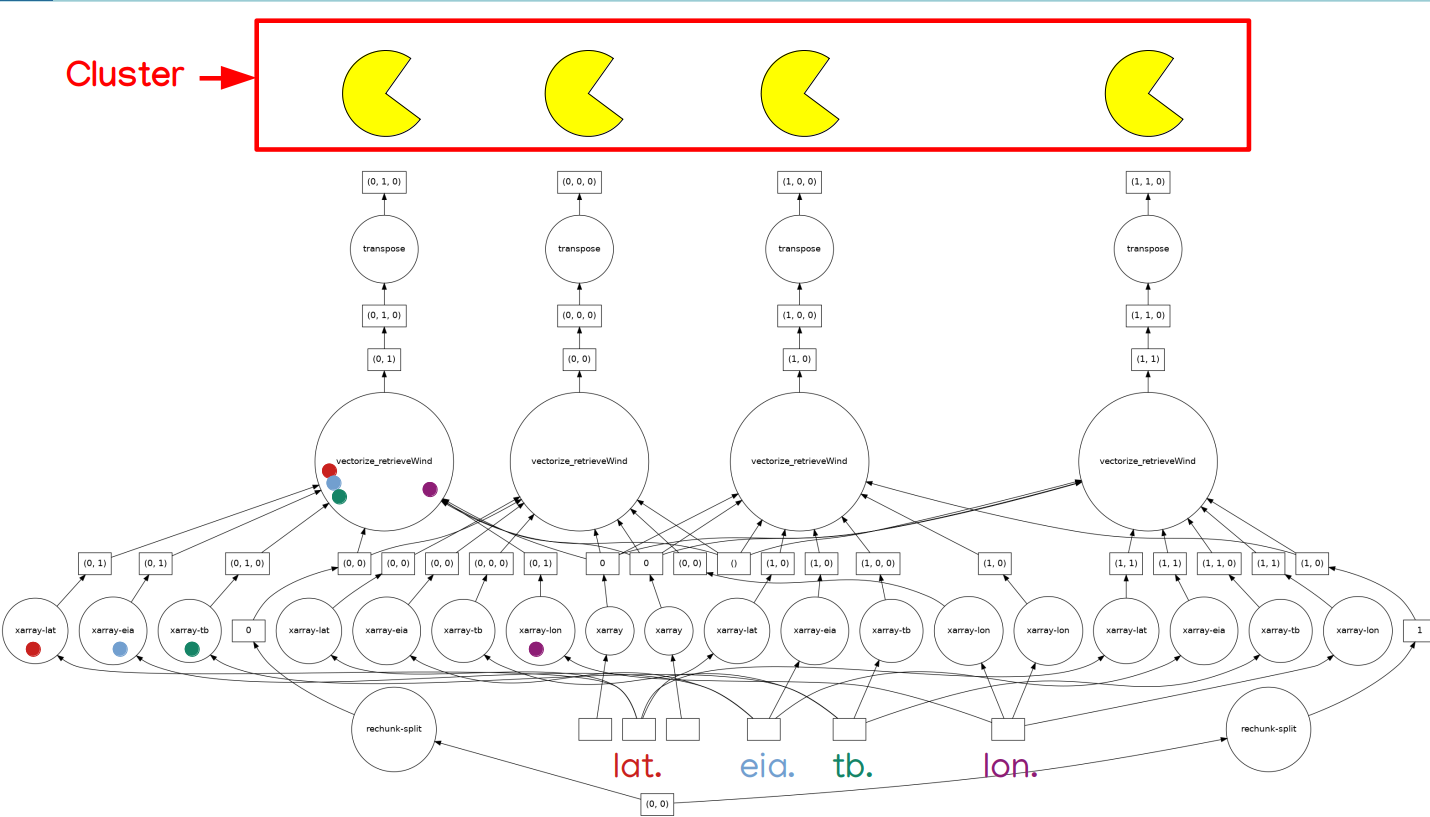 Cluster
(0, 1, 0) (0, 0, 0) (1, 0, 0) (1, 1, 0)
transpose transpose transpose transpose
(0, 1, 0) (0, 0, 0) (1, 0, 0) (1, 1, 0)
(0, 1) (0, 0) (1, 0) (1, 1)
vectorize_retrieveWind vectorize_retrieveWind vectorize_retrieveWind vectorize_retrieveWind
(0, 1) (0, 1) (0, 1, 0) (0, 0) (0, 0) (0, 0) (0, 0, 0) (0, 1) 0 0 (0, 0) () (1, 0) (1, 0) (1, 0, 0) (1, 0) (1, 1) (1, 1) (1, 1, 0) (1, 1) (1, 0)
xarray-lat xarray-eia xarray-tb 0 xarray-lat xarray-eia xarray-tb xarray-lon xarray xarray xarray-lat xarray-eia xarray-tb xarray-lon xarray-lon xarray-lat xarray-eia xarray-tb xarray-lon 1
rechunk-split rechunk-split
lat. eia. tb. lon.
(0, 0)